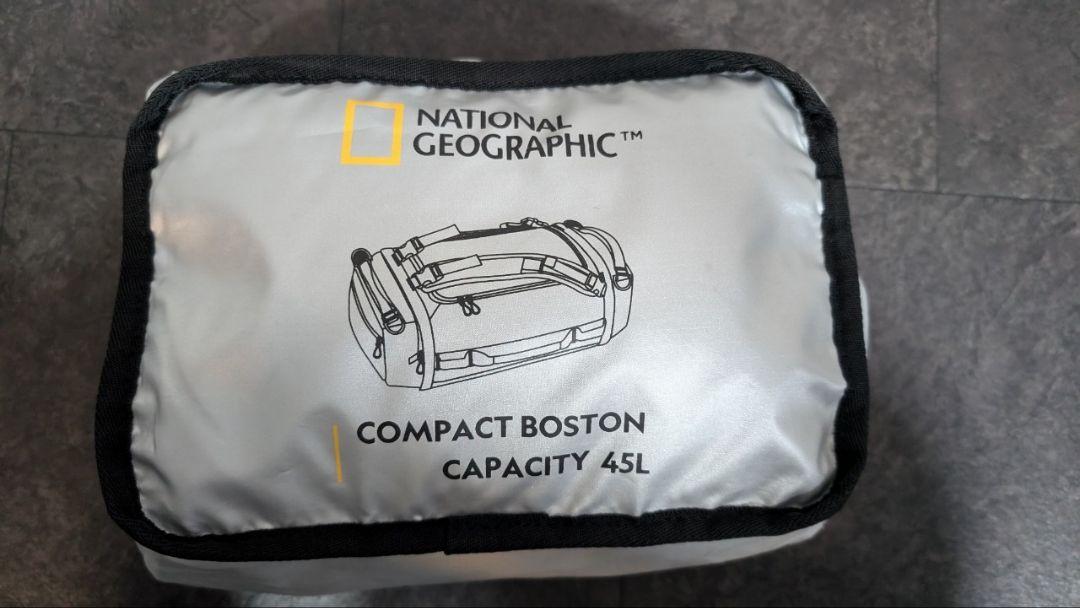 NATIONAL
GEOGRAPHIC™
COMPACT BOSTON
CAPACITY 45L